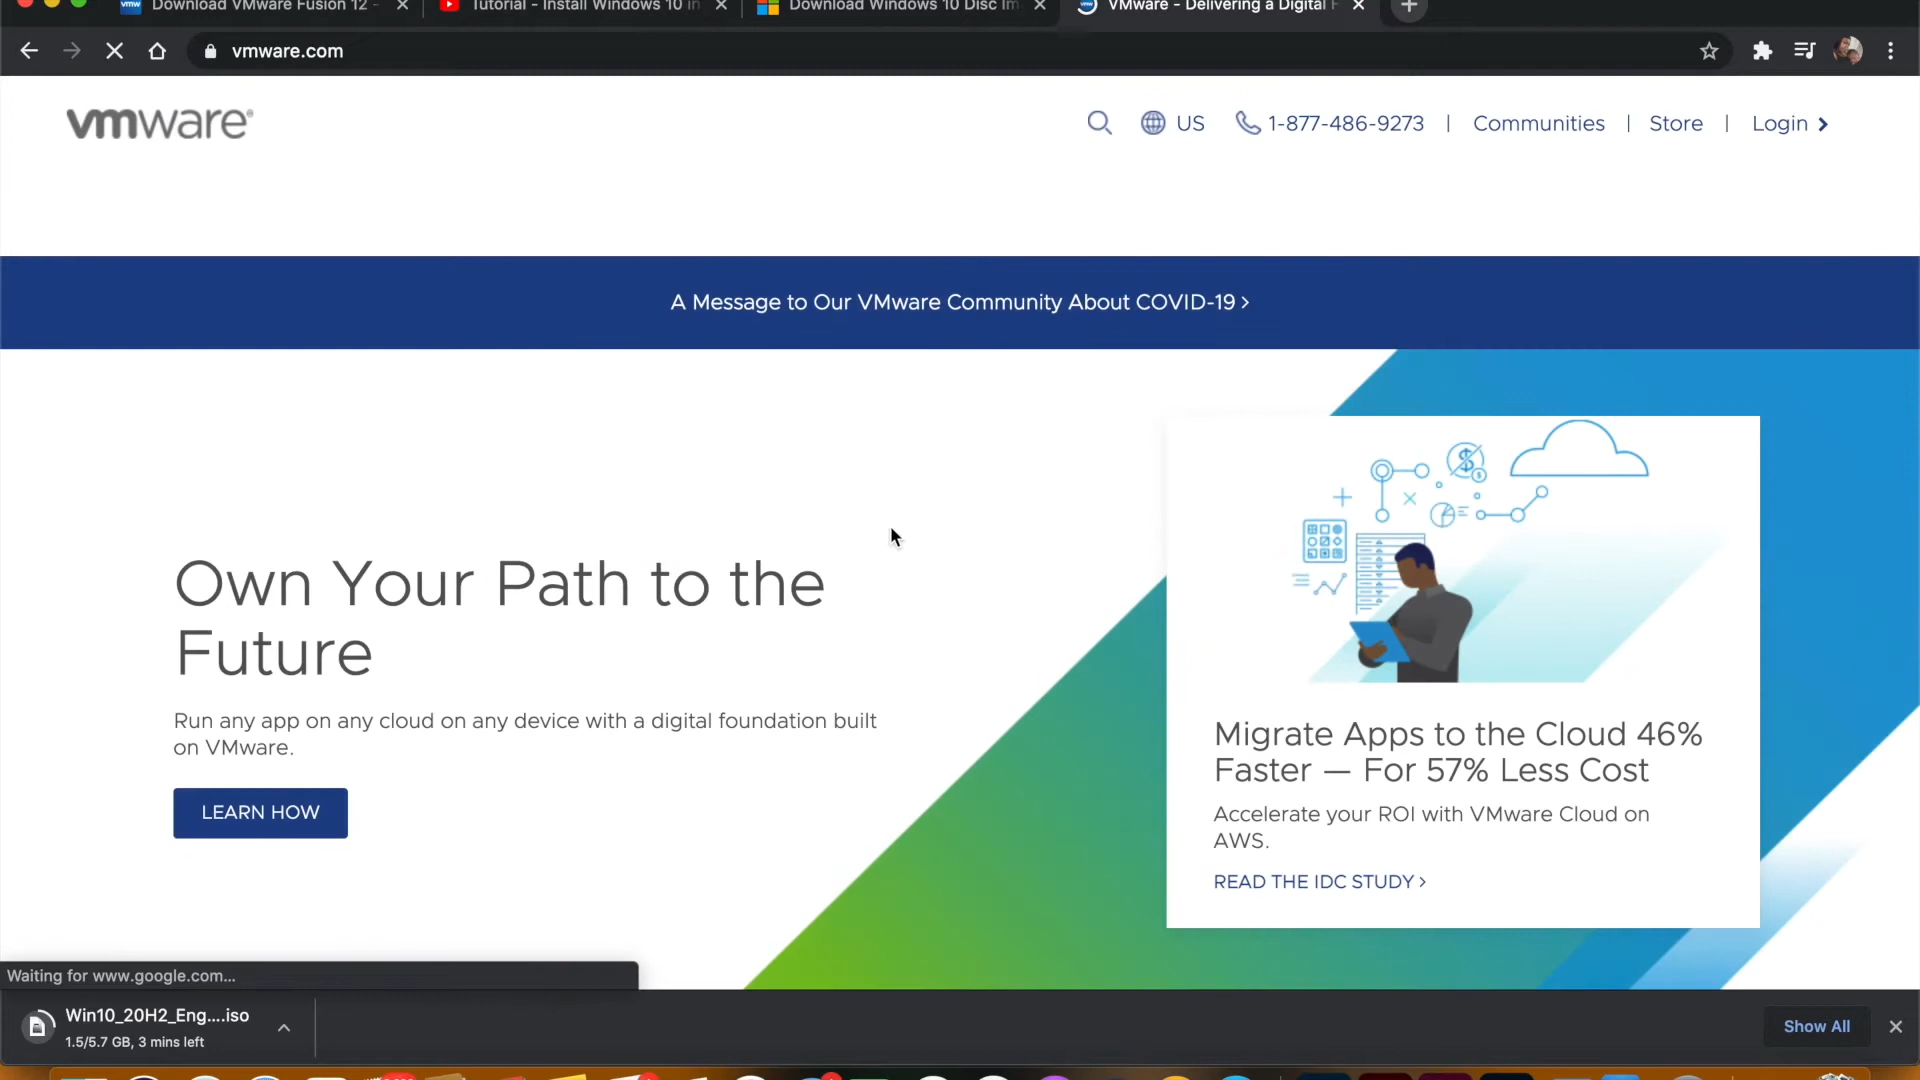 Download VMware Fusion 12 -
Tutorial - Install Windows 10 in
Download Windows 10 Disc Im
VMware - Delivering a Digital F
vmware.com
vmware®
US
1-877-486-9273
|
Communities
|
Store
|
Login
A Message to Our VMware Community About COVID-19 >
Own Your Path to the
Future
Run any app on any cloud on any device with a digital foundation built
on VMware.
LEARN HOW
Migrate Apps to the Cloud 46%
Faster — For 57% Less Cost
Accelerate your ROI with VMware Cloud on
AWS.
READ THE IDC STUDY >
Waiting for www.google.com...
Win10_20H2_Eng....iso
1.5/5.7 GB, 3 mins left
Show All